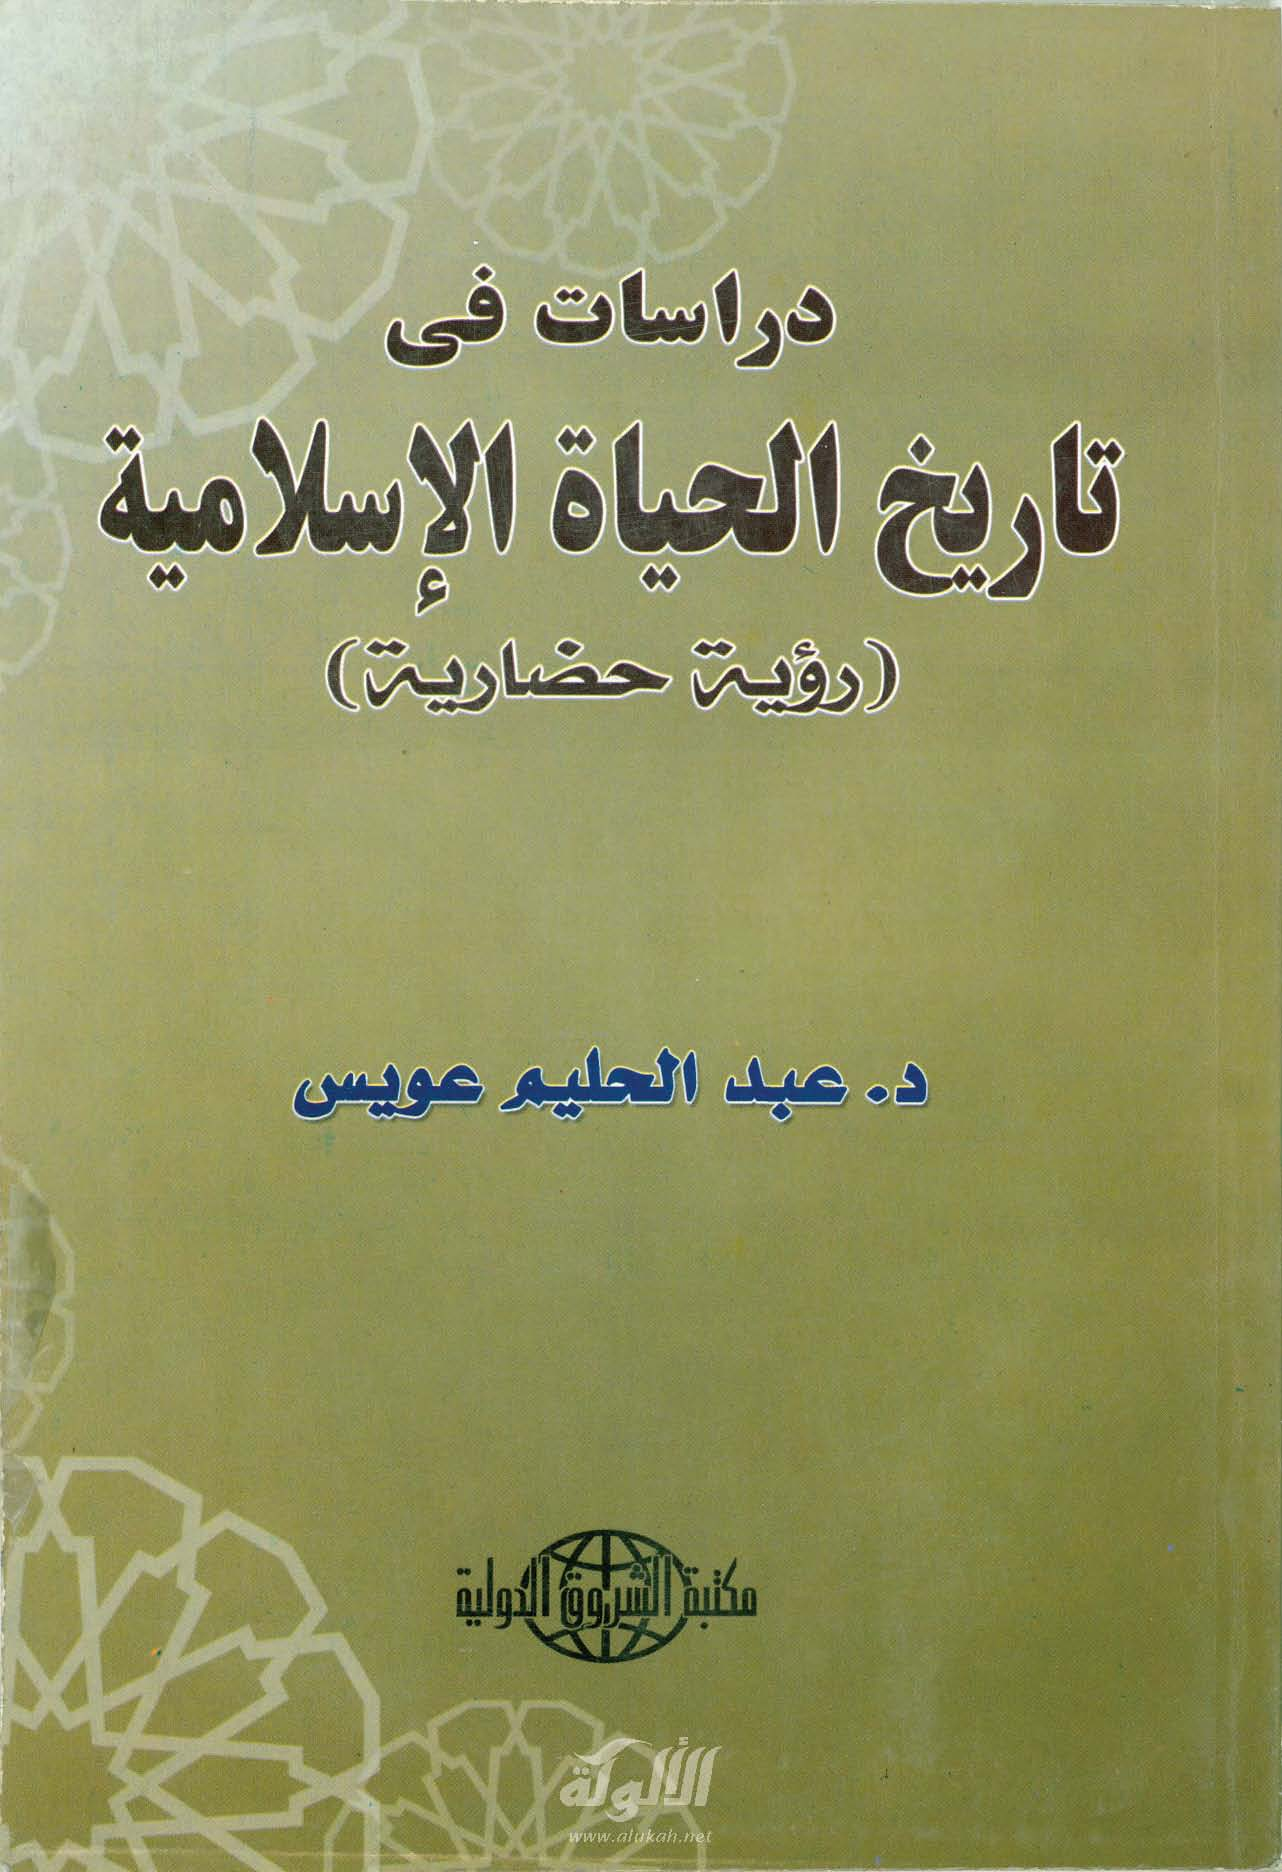 دراسات فى
تاريخ الحياة الإسلامية
(رؤية حضارية)
د. عبد الحليم عويس
مكتبة الشروق الدولية
الألوكة
www.alukah.net